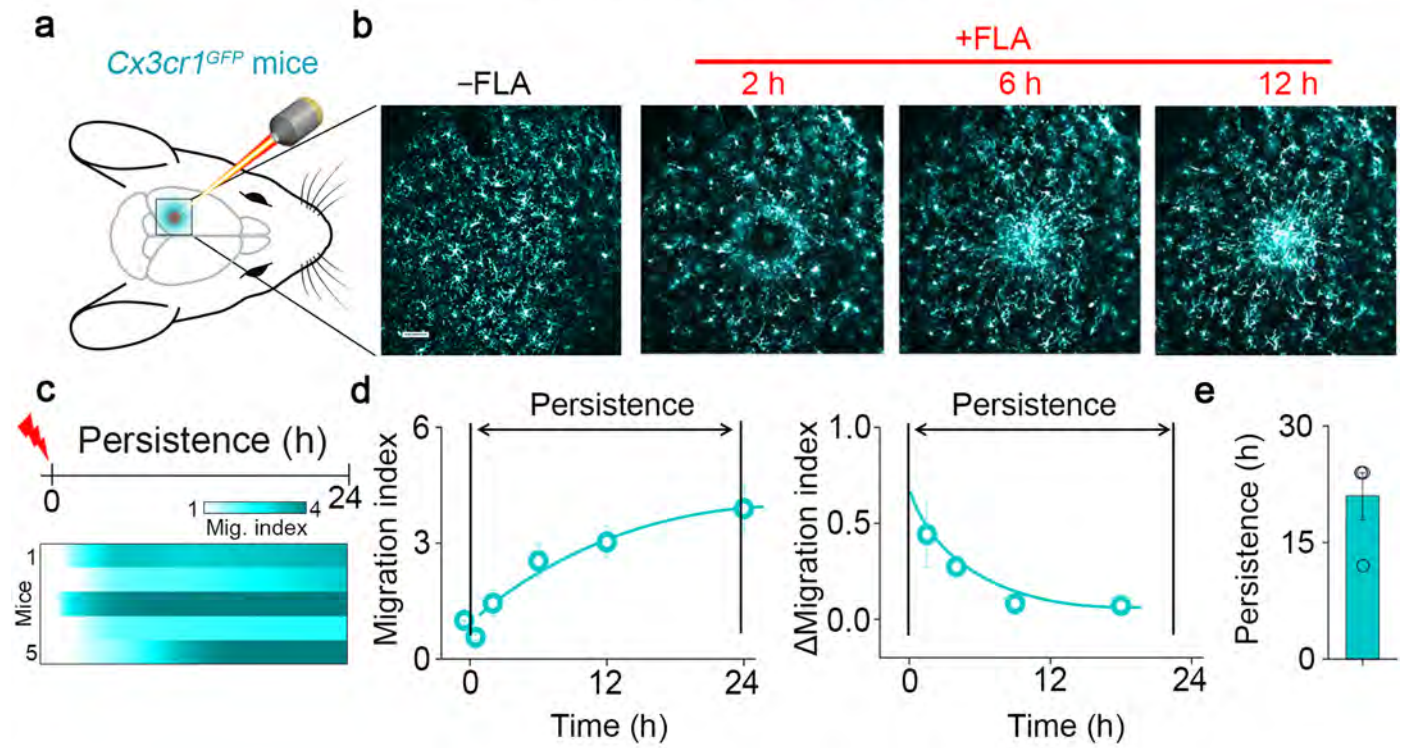 a
Cx3cr1GFP mice
b
+FLA
–FLA
2 h
6 h
12 h
c
Persistence (h)
0
24
1
4
Mig. index
Mice
1
5
d
Persistence
Migration index
6
3
0
0
12
24
Time (h)
Persistence
ΔMigration index
1.0
0.5
0.0
0
12
24
Time (h)
e
Persistence (h)
30
15
0